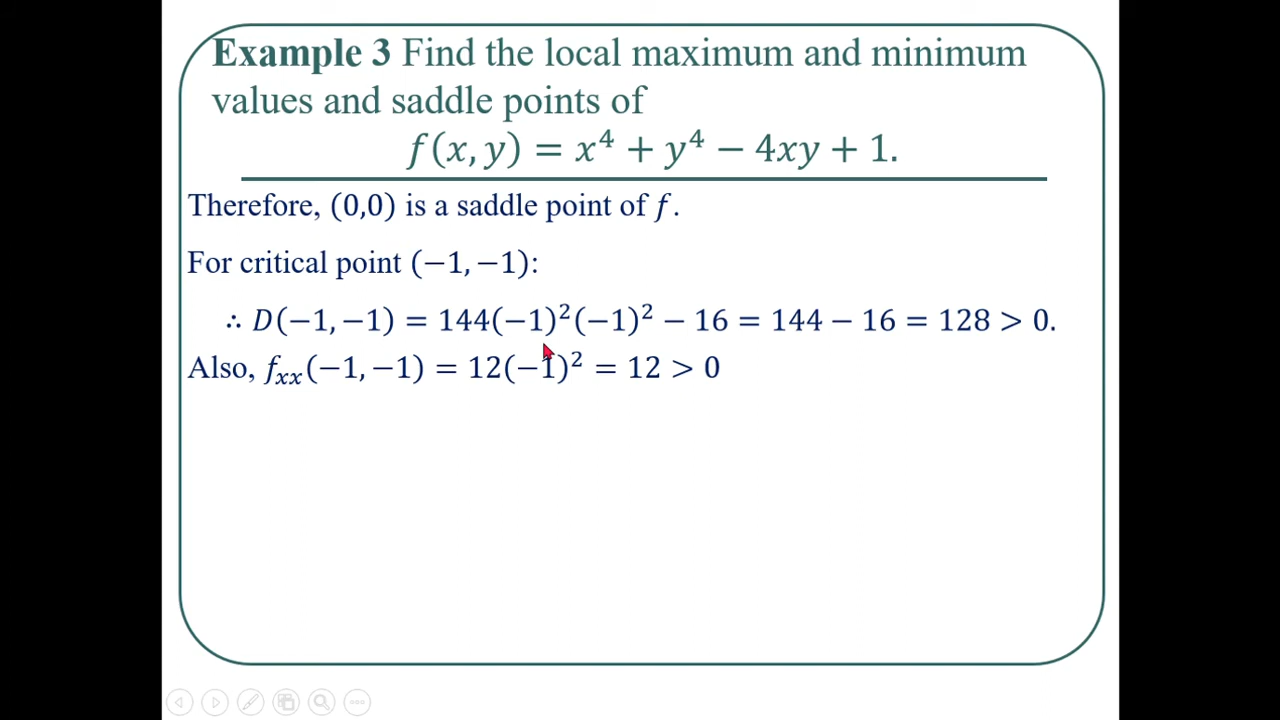 Example 3 Find the local maximum and minimum
values and saddle points of
f(x, y) = x⁴ + y⁴ − 4xy + 1.
Therefore, (0,0) is a saddle point of f.
For critical point (−1, −1):
∴ D(−1, −1) = 144(−1)²(−1)² − 16 = 144 − 16 = 128 > 0.
Also, fₓₓ(−1, −1) = 12(−1)² = 12 > 0